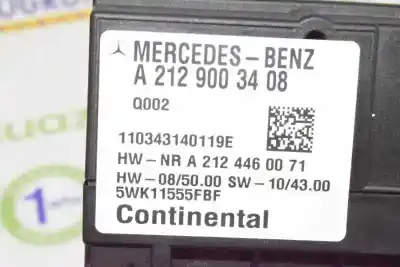 MERCEDES-BENZ
A 212 900 34 08
Q002
110343140119E
HW-NR A 212 446 00 71
HW-08/50.00 SW-10/43.00
5WK11555FBF
Continental
1